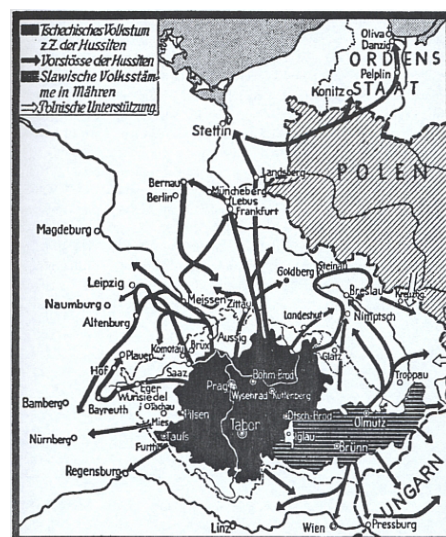 Tschechisches Volkstum
z.Z. der Hussiten
Vorstösse der Hussiten
Slawische Volksstäm-
me in Mähren
Polnische Unterstützung
Oliva
Danzig
ORDENS
Pelplin
Konitz
STAAT
Stettin
Landsberg
POLEN
Bernau
Müncheberg
Berlin
Lebus
Frankfurt
Magdeburg
Steinau
Leipzig
Goldberg
Breslau
Kreuzbg
Meissen
Naumburg
Zittau
Landeshut
Nimptsch
Altenburg
Aussig
Komotau
Brüx
Glatz
Hof
Plauen
Saaz
Böhm Brod
Troppau
Eger
Prag
Kuttenberg
Bamberg
Wunsiedel
Wysehrad
Bayreuth
Tachau
Pilsen
Dtsch-Brod
Olmütz
Mies
Tabor
Nürnberg
Taus
Iglau
Furth
Brünn
Regensburg
UNGARN
Linz
Wien
Pressburg